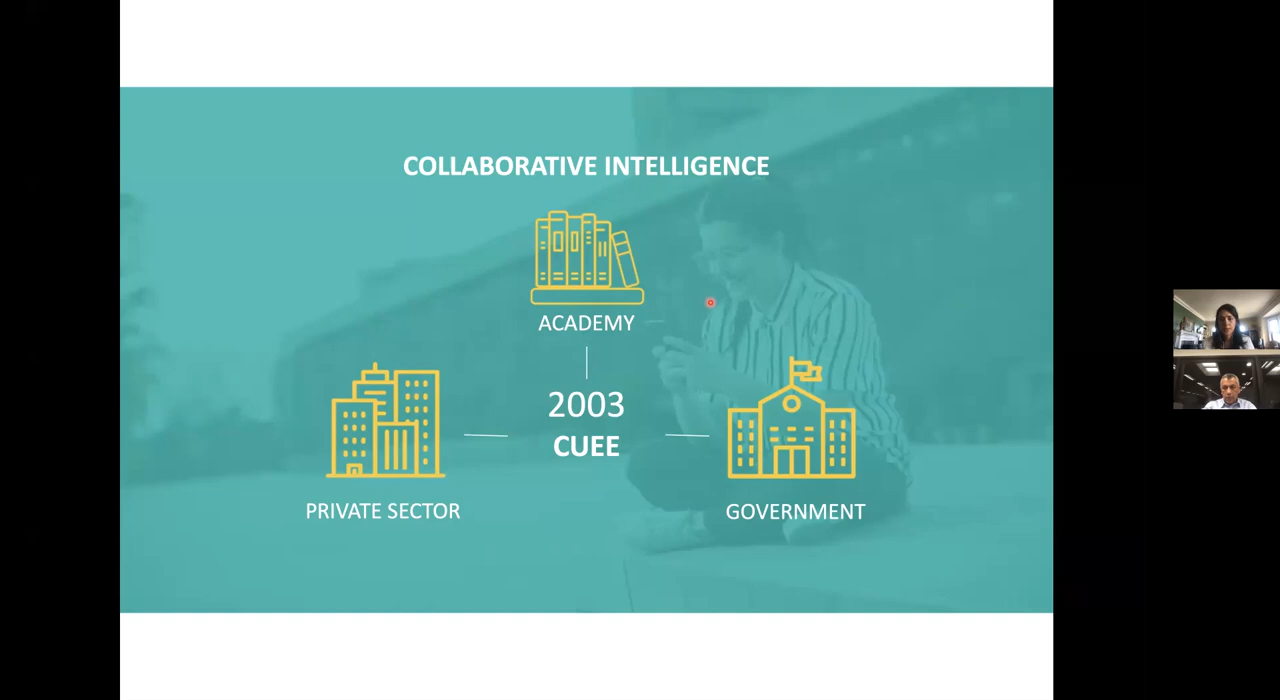 COLLABORATIVE INTELLIGENCE
ACADEMY
2003
CUEE
PRIVATE SECTOR
GOVERNMENT